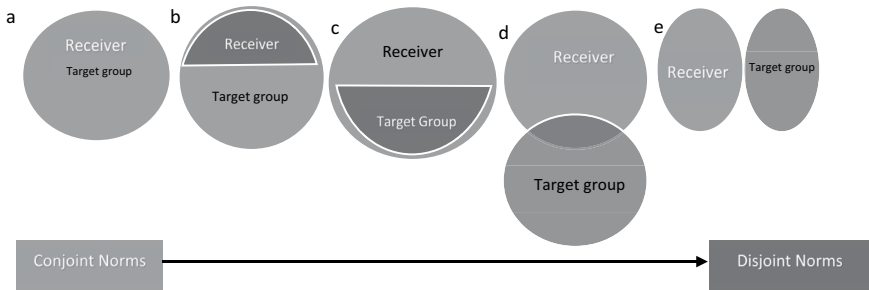 a
Receiver
Target group
b
Receiver
Target group
c
Receiver
Target Group
d
Receiver
Target group
e
Receiver
Target group
Conjoint Norms
Disjoint Norms